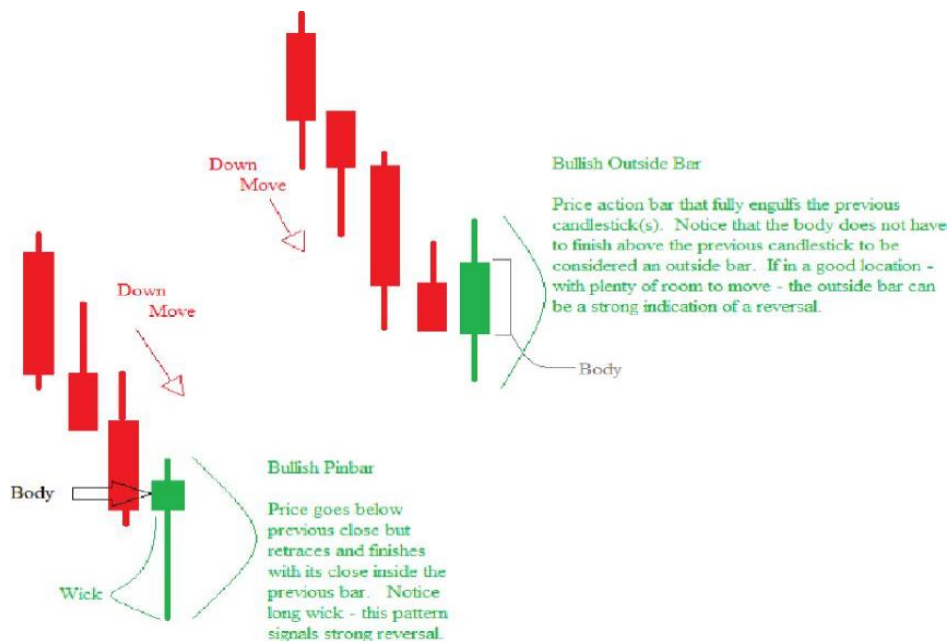 Down
Move
Bullish Outside Bar
Price action bar that fully engulfs the previous
candlestick(s). Notice that the body does not have
to finish above the previous candlestick to be
considered an outside bar. If in a good location -
with plenty of room to move - the outside bar can
be a strong indication of a reversal.
Body
Down
Move
Body
Wick
Bullish Pinbar
Price goes below
previous close but
retraces and finishes
with its close inside the
previous bar. Notice
long wick - this pattern
signals strong reversal.